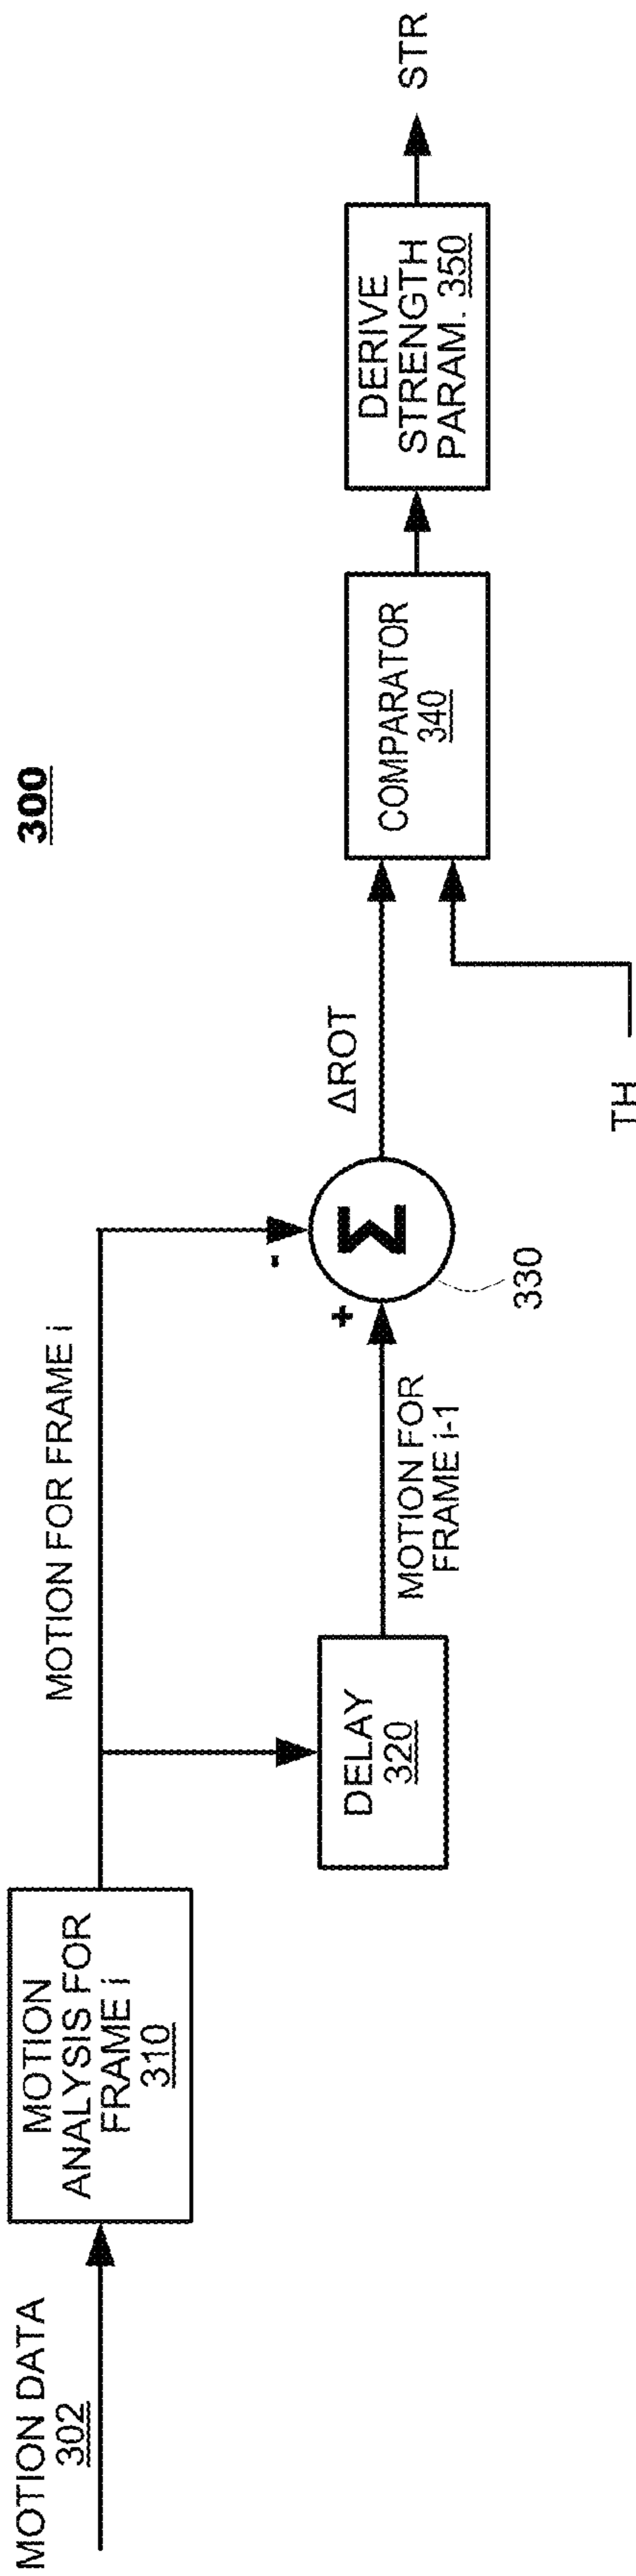 300
MOTION DATA
302
MOTION
ANALYSIS FOR
FRAME i
310
MOTION FOR FRAME i
DELAY
320
MOTION FOR
FRAME i-1
+
-
Σ
330
ΔROT
TH
COMPARATOR
340
DERIVE
STRENGTH
PARAM. 350
STR